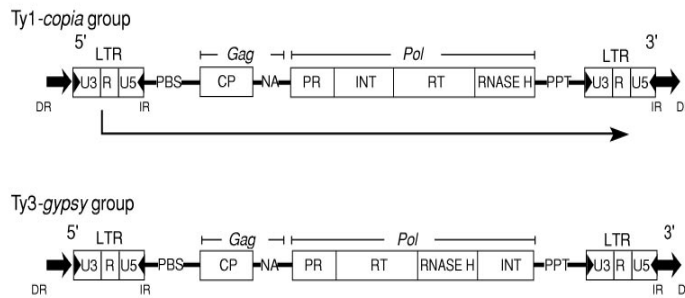 Ty1-copia group
5' 3'
LTR Gag Pol LTR
U3 R U5 PBS CP NA PR INT RT RNASE H PPT U3 R U5
DR IR IR D
Ty3-gypsy group
5' 3'
LTR Gag Pol LTR
U3 R U5 PBS CP NA PR RT RNASE H INT PPT U3 R U5
DR IR IR D